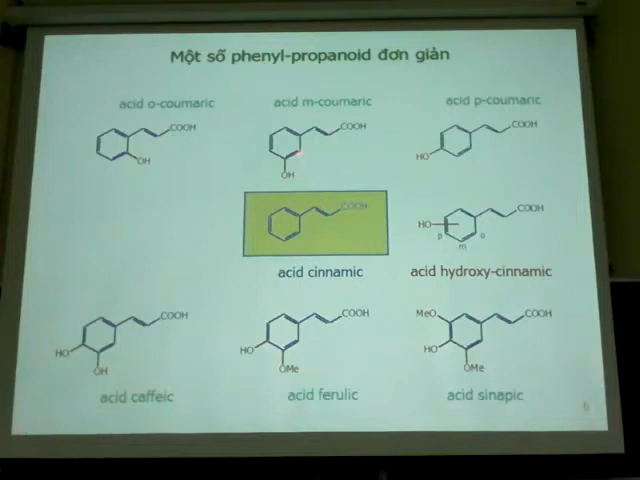 Một số phenyl-propanoid đơn giản
acid o-coumaric
acid m-coumaric
acid p-coumaric
COOH
OH
COOH
OH
COOH
HO
COOH
acid cinnamic
HO
COOH
p
m
o
acid hydroxy-cinnamic
COOH
HO
OH
acid caffeic
COOH
HO
OMe
acid ferulic
MeO
COOH
HO
OMe
acid sinapic
6